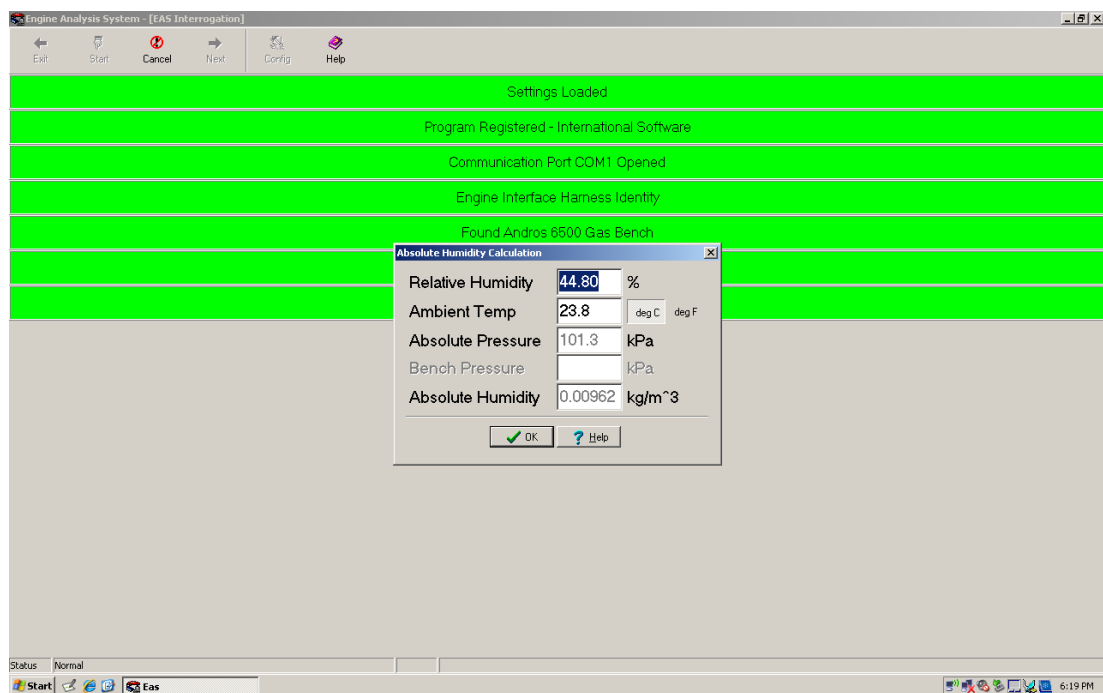 Engine Analysis System - [EAS Interrogation]
Exit Start Cancel Next Config Help
Settings Loaded
Program Registered - International Software
Communication Port COM1 Opened
Engine Interface Harness Identity
Found Andros 6500 Gas Bench
Absolute Humidity Calculation
Relative Humidity 44.80 %
Ambient Temp 23.8 deg C deg F
Absolute Pressure 101.3 kPa
Bench Pressure kPa
Absolute Humidity 0.00962 kg/m^3
OK Help
Status Normal
Start Eas 6:19 PM